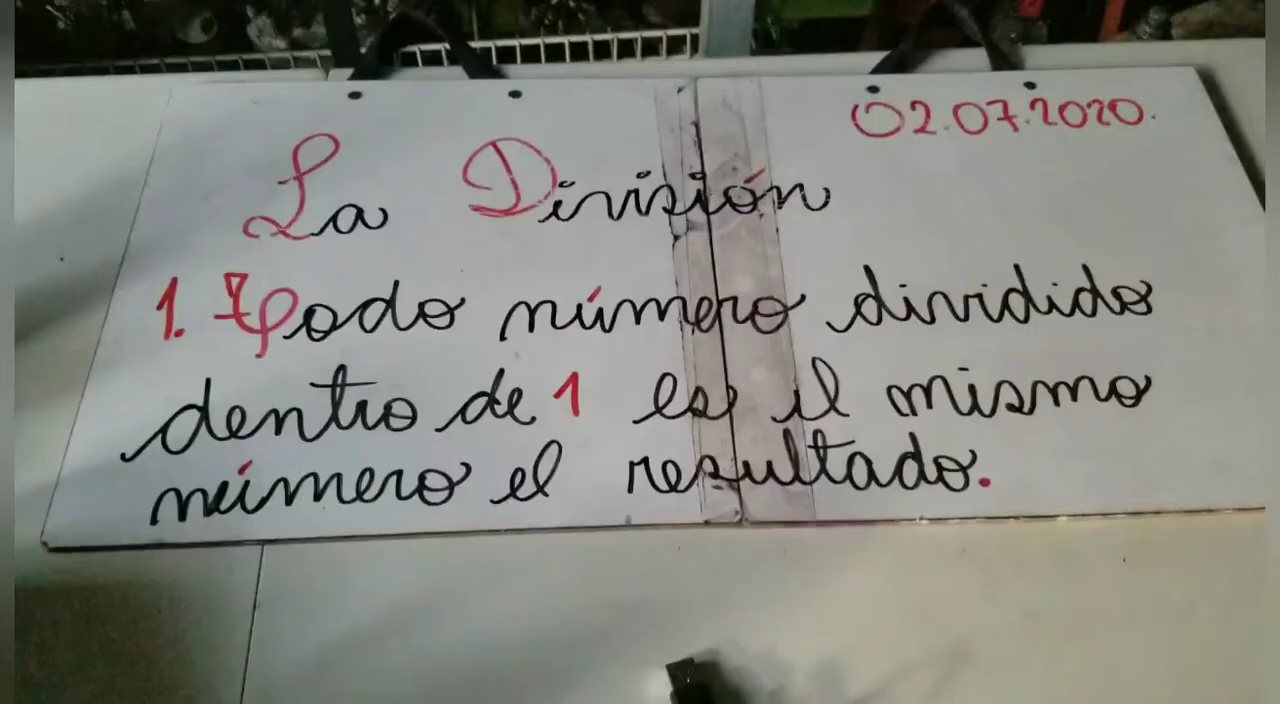 02.07.2020.
La División
1. Todo número dividido
dentro de 1 es el mismo
número el resultado.